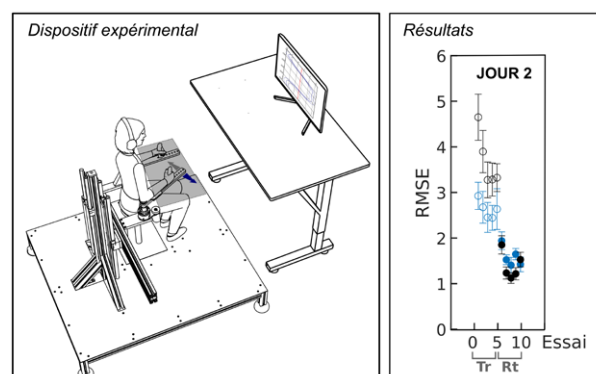 Dispositif expérimental
Résultats
JOUR 2
6
5
4
3
2
1
0
RMSE
0 5 10 Essai
Tr Rt